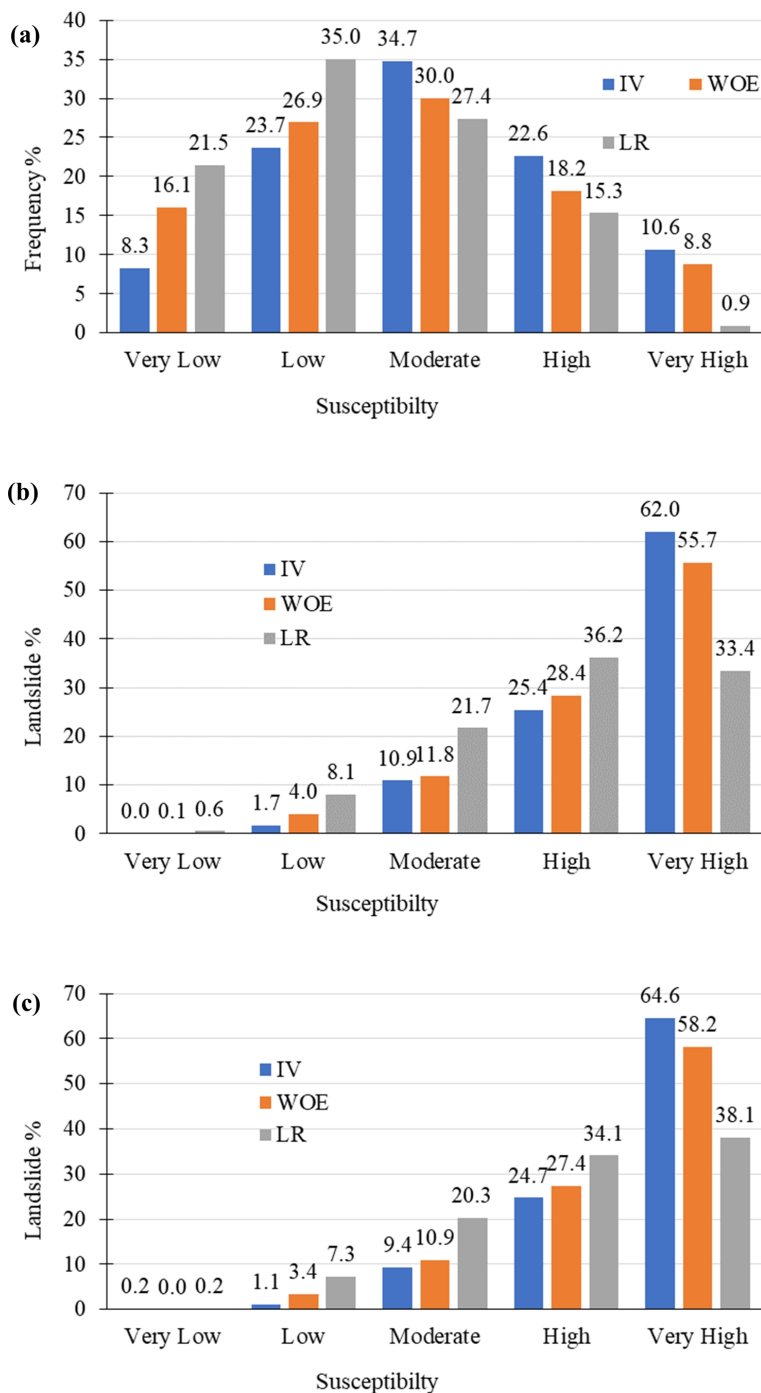 (a)
40
35
30
25
20
15
10
5
0
Frequency %
8.3 16.1 21.5
23.7 26.9 35.0
34.7 30.0 27.4
22.6 18.2 15.3
10.6 8.8 0.9
IV WOE
LR
Very Low Low Moderate High Very High
Susceptibilty
(b)
70
60
50
40
30
20
10
0
Landslide %
0.0 0.1 0.6
1.7 4.0 8.1
10.9 11.8 21.7
25.4 28.4 36.2
62.0 55.7 33.4
IV
WOE
LR
Very Low Low Moderate High Very High
Susceptibilty
(c)
70
60
50
40
30
20
10
0
Landslide %
0.2 0.0 0.2
1.1 3.4 7.3
9.4 10.9 20.3
24.7 27.4 34.1
64.6 58.2 38.1
IV
WOE
LR
Very Low Low Moderate High Very High
Susceptibilty